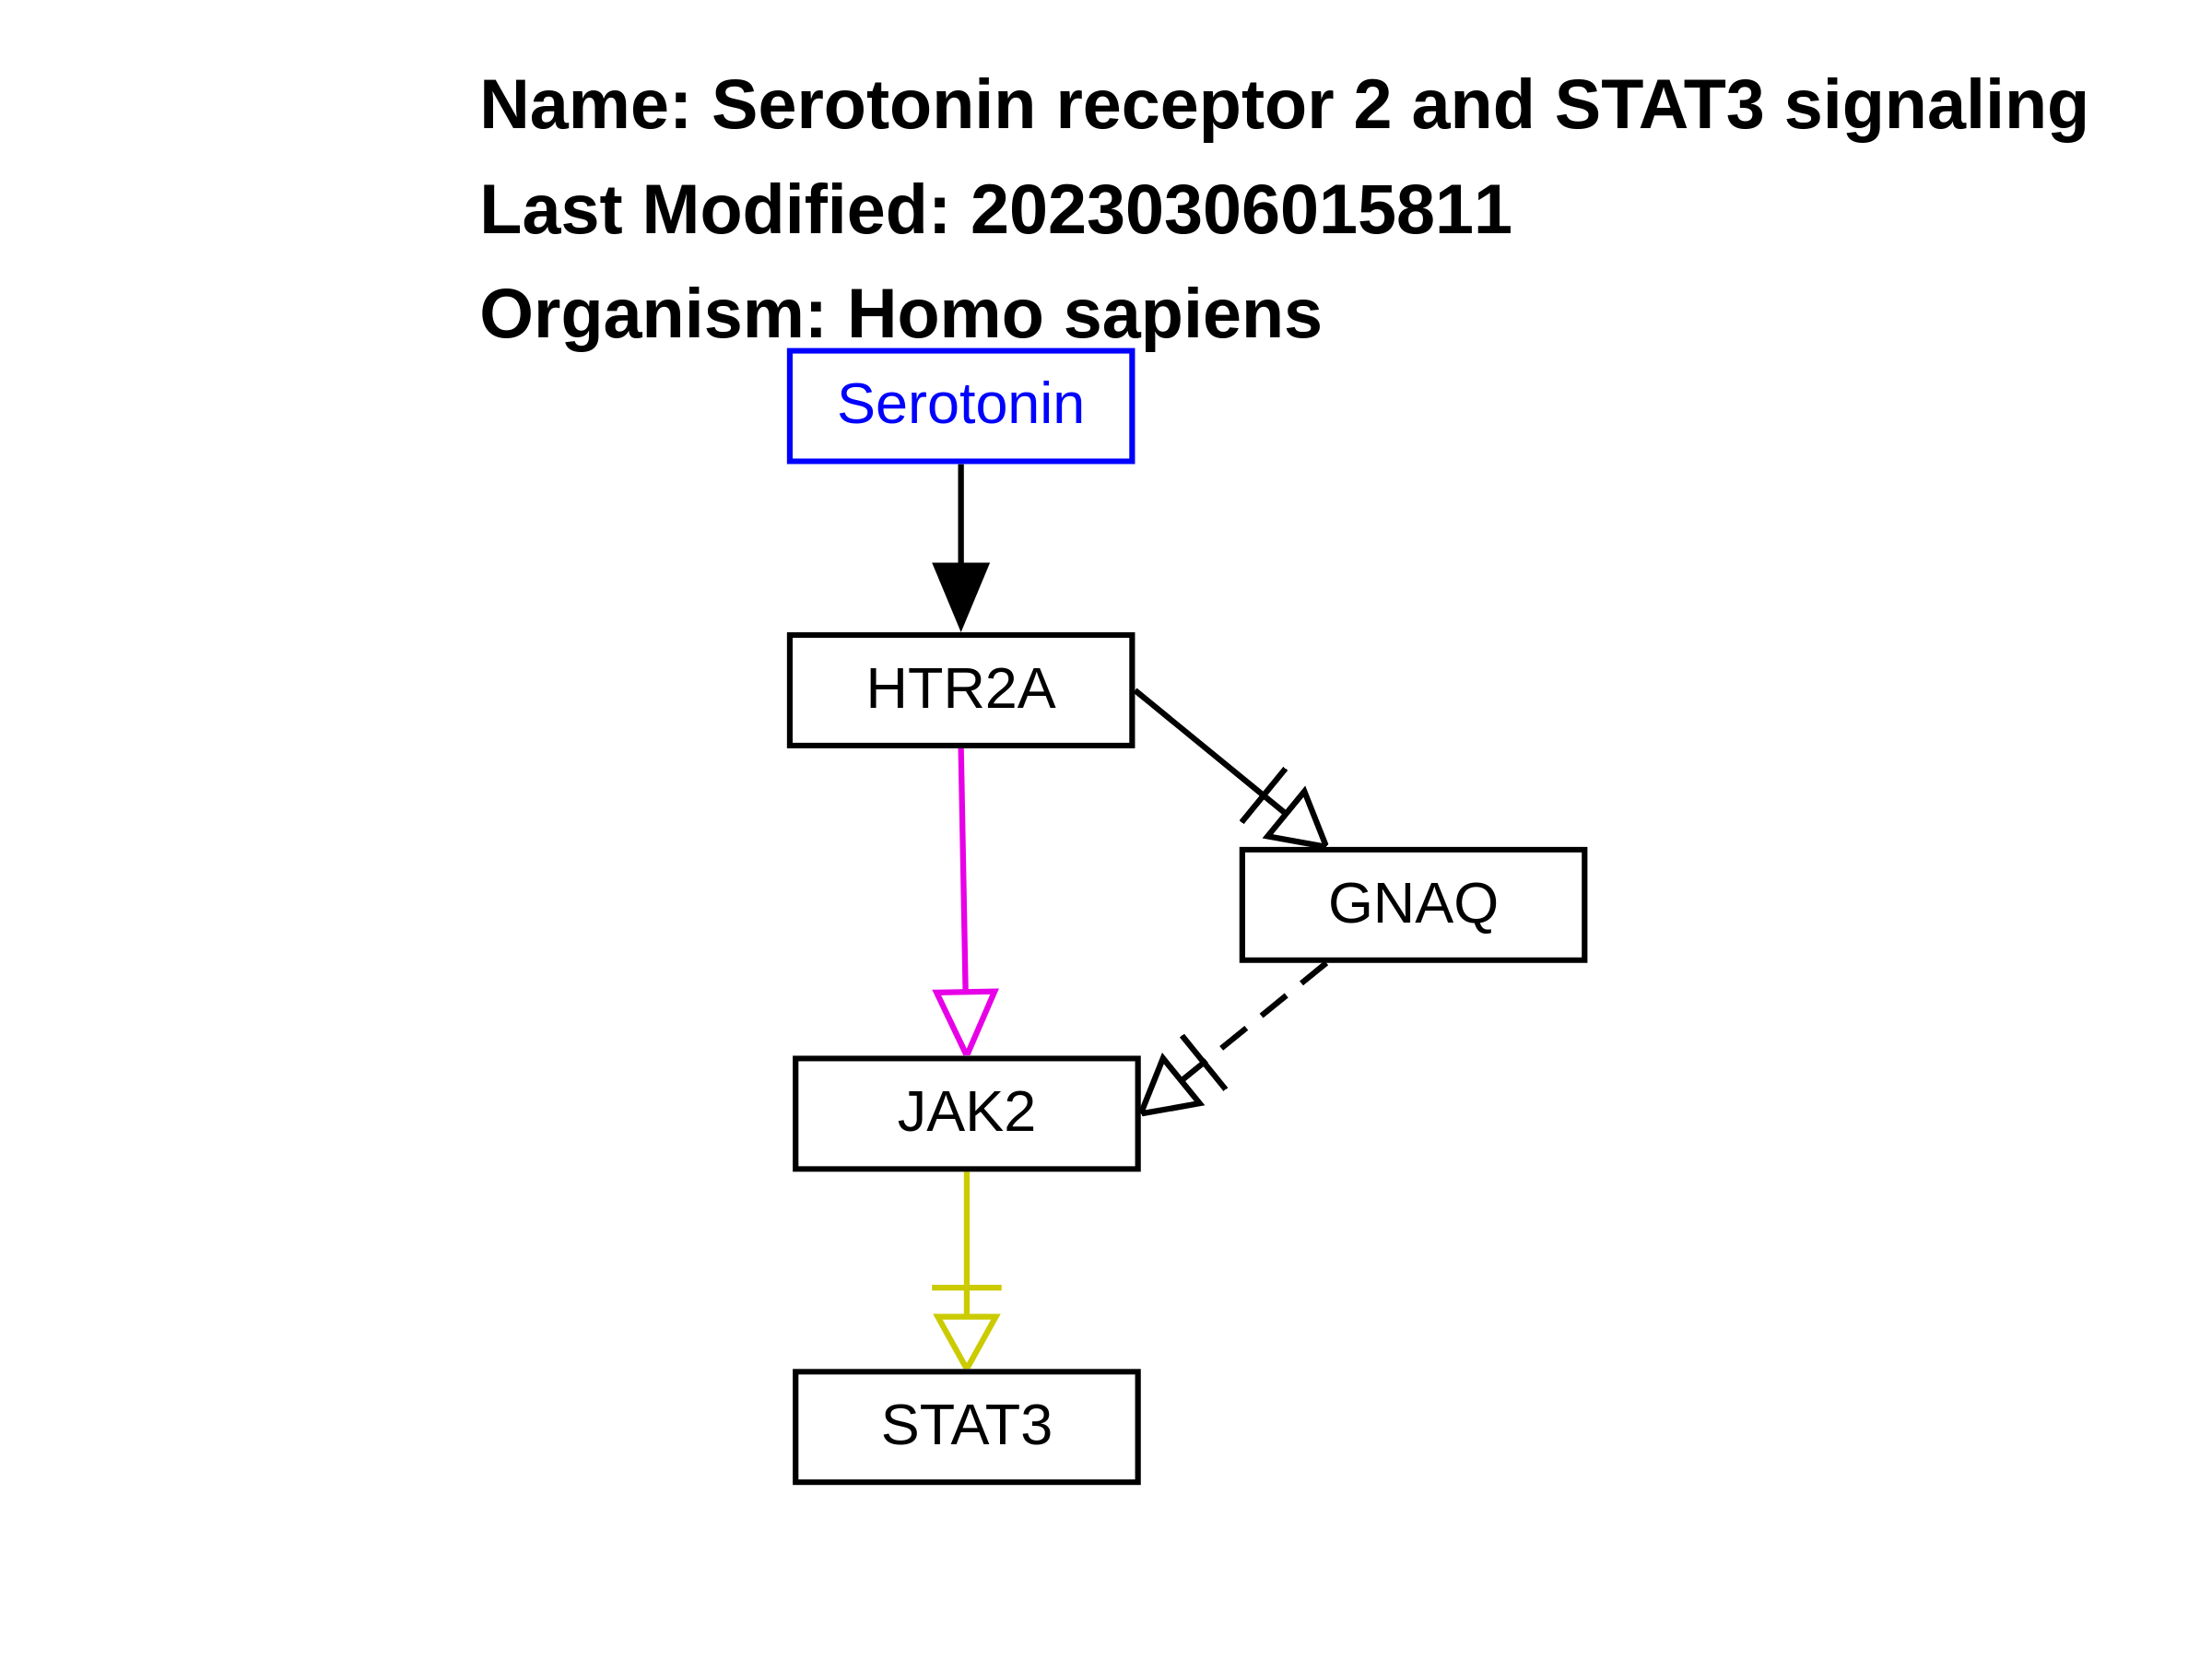 Name: Serotonin receptor 2 and STAT3 signaling
Last Modified: 20230306015811
Organism: Homo sapiens
Serotonin
HTR2A
GNAQ
JAK2
STAT3